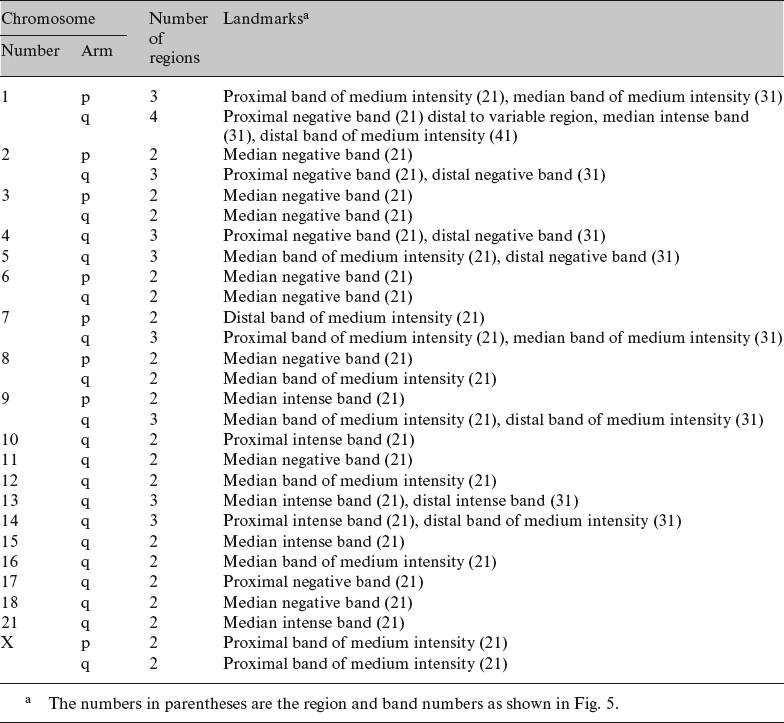 Chromosome Number Landmarksᵃ
of
Number Arm regions
1 p 3 Proximal band of medium intensity (21), median band of medium intensity (31)
q 4 Proximal negative band (21) distal to variable region, median intense band
(31), distal band of medium intensity (41)
2 p 2 Median negative band (21)
q 3 Proximal negative band (21), distal negative band (31)
3 p 2 Median negative band (21)
q 2 Median negative band (21)
4 q 3 Proximal negative band (21), distal negative band (31)
5 q 3 Median band of medium intensity (21), distal negative band (31)
6 p 2 Median negative band (21)
q 2 Median negative band (21)
7 p 2 Distal band of medium intensity (21)
q 3 Proximal band of medium intensity (21), median band of medium intensity (31)
8 p 2 Median negative band (21)
q 2 Median band of medium intensity (21)
9 p 2 Median intense band (21)
q 3 Median band of medium intensity (21), distal band of medium intensity (31)
10 q 2 Proximal intense band (21)
11 q 2 Median negative band (21)
12 q 2 Median band of medium intensity (21)
13 q 3 Median intense band (21), distal intense band (31)
14 q 3 Proximal intense band (21), distal band of medium intensity (31)
15 q 2 Median intense band (21)
16 q 2 Median band of medium intensity (21)
17 q 2 Proximal negative band (21)
18 q 2 Median negative band (21)
21 q 2 Median intense band (21)
X p 2 Proximal band of medium intensity (21)
q 2 Proximal band of medium intensity (21)
ᵃ The numbers in parentheses are the region and band numbers as shown in Fig. 5.